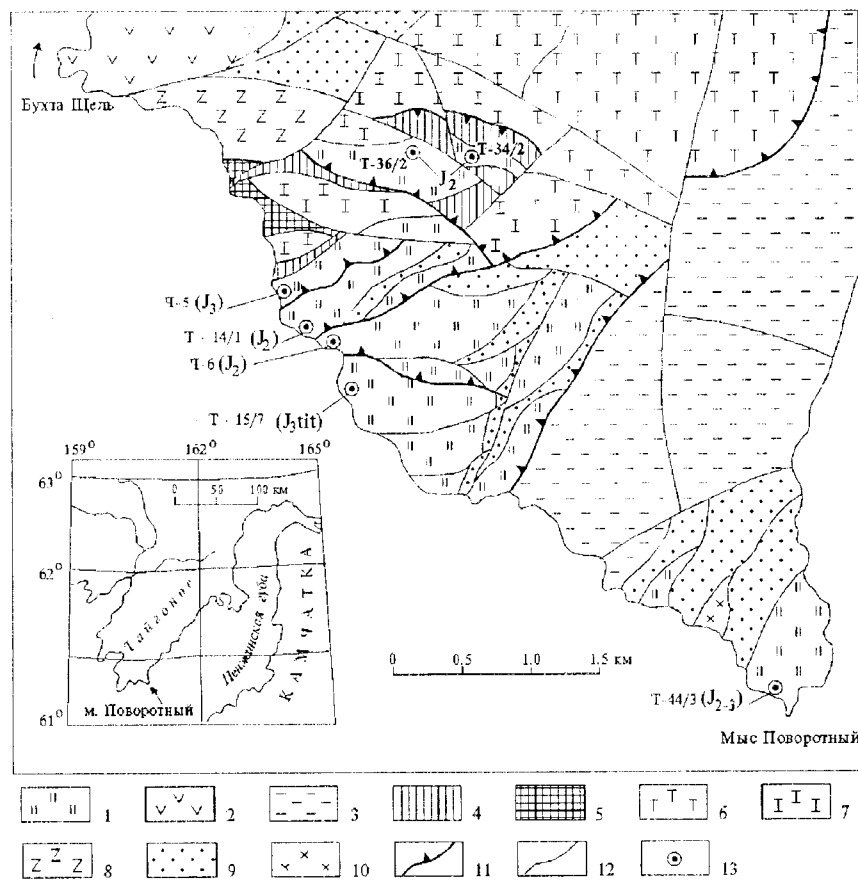 Бухта Щель
Т-36/2
Т-34/2
J2
Ч-5 (J3)
Т - 14/1 (J2)
Ч-6 (J2)
Т - 15/7 (J3tit)
159° 162° 165°
63°
62°
61°
0 50 100 км
Тайгонос
Пенжинская губа
КАМЧАТКА
м. Поворотный
0 0.5 1.0 1.5 км
Т-44/3 (J2-3)
Мыс Поворотный
1 2 3 4 5 6 7
8 9 10 11 12 13